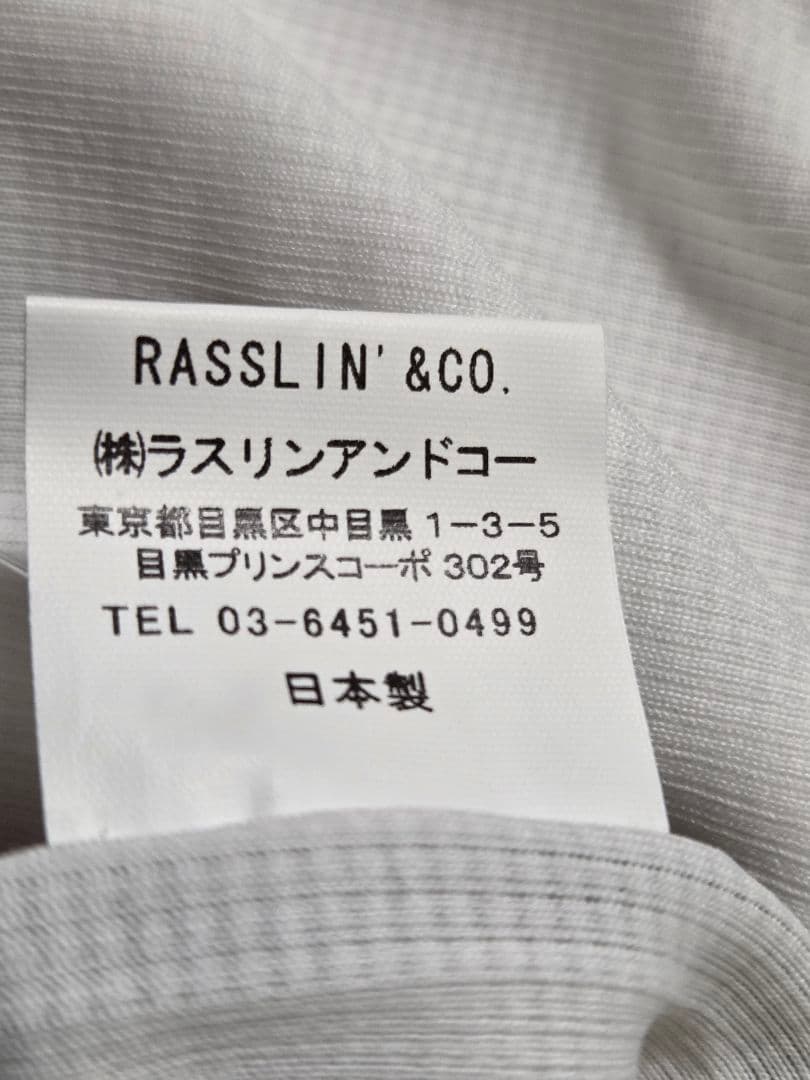 RASSLIN' &CO.
㈱ラスリンアンドコー
東京都目黒区中目黒 1-3-5
目黒プリンスコーポ 302号
TEL 03-6451-0499
日本製